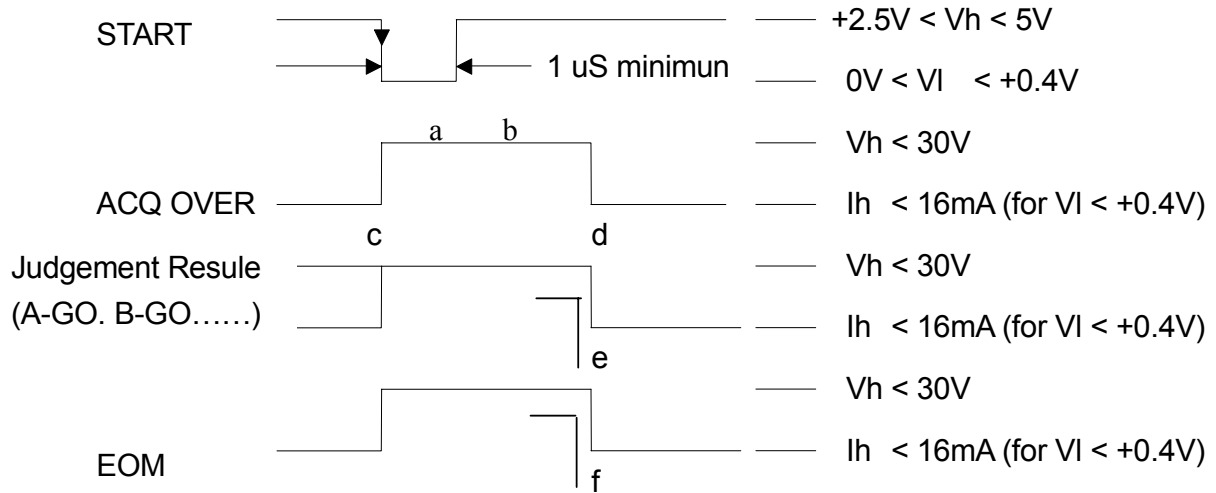 START
+2.5V < Vh < 5V
1 uS minimun
0V < Vl < +0.4V
a b
Vh < 30V
ACQ OVER
Ih < 16mA (for Vl < +0.4V)
c d
Judgement Resule
Vh < 30V
(A-GO. B-GO……)
Ih < 16mA (for Vl < +0.4V)
e
Vh < 30V
EOM
Ih < 16mA (for Vl < +0.4V)
f